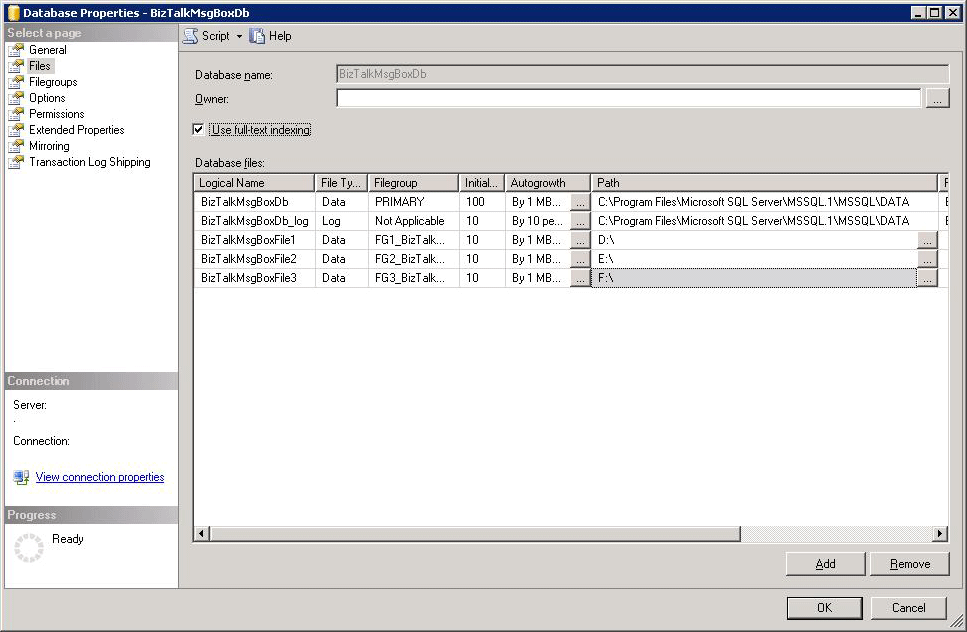 Database Properties - BizTalkMsgBoxDb
Select a page
General
Files
Filegroups
Options
Permissions
Extended Properties
Mirroring
Transaction Log Shipping
Script Help
Database name: BizTalkMsgBoxDb
Owner: ...
Use full-text indexing
Database files:
Logical Name File Ty... Filegroup Initial... Autogrowth Path
BizTalkMsgBoxDb Data PRIMARY 100 By 1 MB... ... C:\Program Files\Microsoft SQL Server\MSSQL.1\MSSQL\DATA
BizTalkMsgBoxDb_log Log Not Applicable 10 By 10 pe... ... C:\Program Files\Microsoft SQL Server\MSSQL.1\MSSQL\DATA
BizTalkMsgBoxFile1 Data FG1_BizTalk... 10 By 1 MB... ... D:\ ...
BizTalkMsgBoxFile2 Data FG2_BizTalk... 10 By 1 MB... ... E:\ ...
BizTalkMsgBoxFile3 Data FG3_BizTalk... 10 By 1 MB... ... F:\ ...
Connection
Server:
.
Connection:
View connection properties
Progress
Ready
Add Remove
OK Cancel